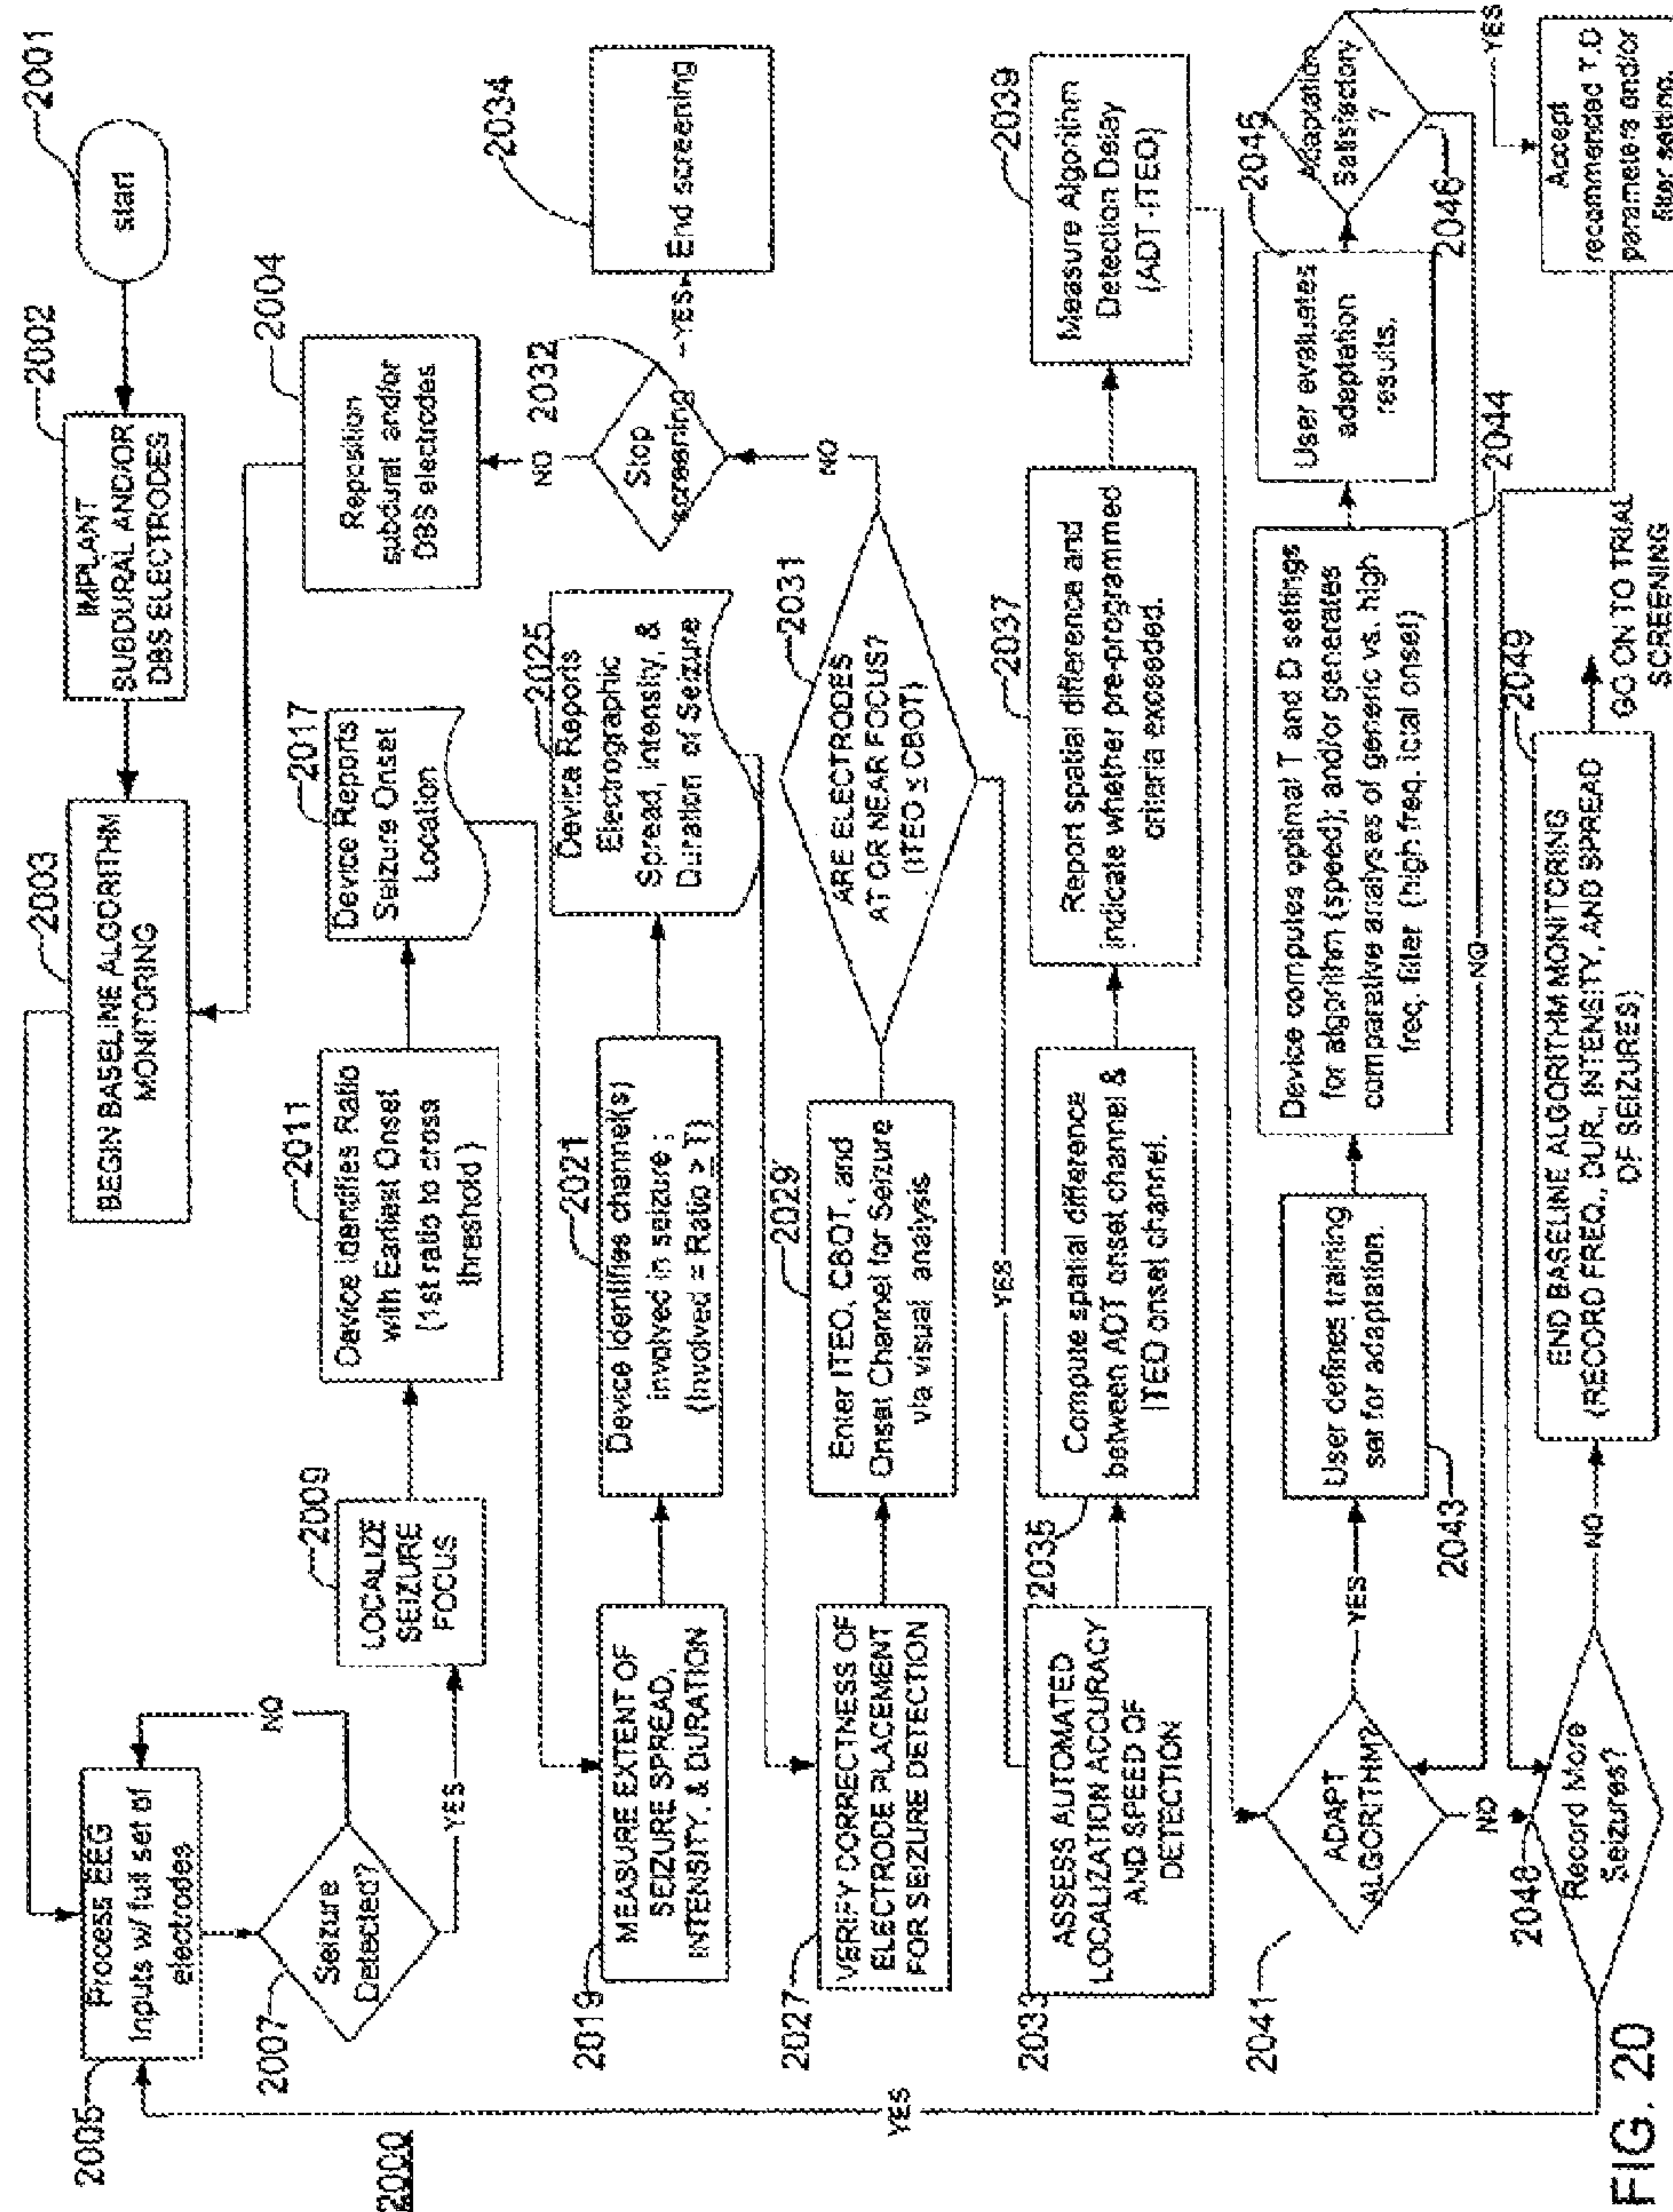 2001
start
2002
IMPLANT
SUBDURAL AND/OR
DBS ELECTRODES
2003
BEGIN BASELINE ALGORITHM
MONITORING
2004
Reposition
subdural and/or
DBS electrodes
2005
Process EEG
Inputs w/ full set of
electrodes
2007
Seizure
Detected?
NO
YES
2009
LOCALIZE
SEIZURE
FOCUS
2011
Device Identifies Ratio
with Earliest Onset
(1st ratio to cross
threshold)
2017
Device Reports
Seizure Onset
Location
2019
MEASURE EXTENT OF
SEIZURE SPREAD,
INTENSITY, & DURATION
2021
Device Identifies channel(s)
involved in seizure:
(Involved = Ratio ≥ T)
2025
Device Reports
Electrographic
Spread, intensity, &
Duration of Seizure
2027
VERIFY CORRECTNESS OF
ELECTRODE PLACEMENT
FOR SEIZURE DETECTION
2029
Enter ITEO, CBOT, and
Onset Channel for Seizure
via visual analysis
2031
ARE ELECTRODES
AT OR NEAR FOCUS?
(ITEO ≤ CBOT)
NO
YES
2032
Stop
screening
NO
YES
2034
End screening
2033
ASSESS AUTOMATED
LOCALIZATION ACCURACY
AND SPEED OF
DETECTION
2035
Compute spatial difference
between ADT onset channel &
ITEO onset channel.
2037
Report spatial difference and
indicate whether pre-programmed
criteria exceeded.
2039
Measure Algorithm
Detection Delay
(ADT-ITEO)
2041
ADAPT
ALGORITHM?
YES
NO
2043
User defines training
set for adaptation.
2044
Device computes optimal T and D settings
for algorithm (speed); and/or generates
comparative analyses of generic vs. high
freq. filter (high freq. local onset)
2045
User evaluates
adaptation
results.
2046
Adaptation
Satisfactory
?
NO
YES
Accept
recommended T,D
parameters and/or
filter setting.
2048
Record More
Seizures?
YES
NO
2049
END BASELINE ALGORITHM MONITORING
(RECORD FREQ., DUR., INTENSITY, AND SPREAD
OF SEIZURES)
GO ON TO TRIAL
SCREENING
2000
FIG. 20